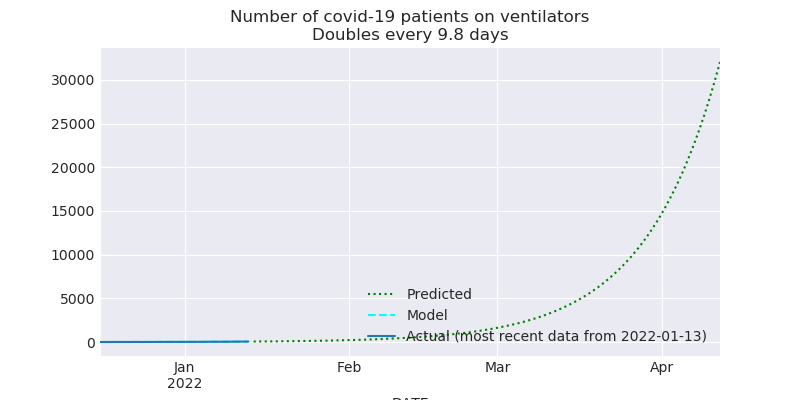 Number of covid-19 patients on ventilators
Doubles every 9.8 days
30000
25000
20000
15000
10000
5000
0
Predicted
Model
Actual (most recent data from 2022-01-13)
Jan
2022
Feb
Mar
Apr
DATE